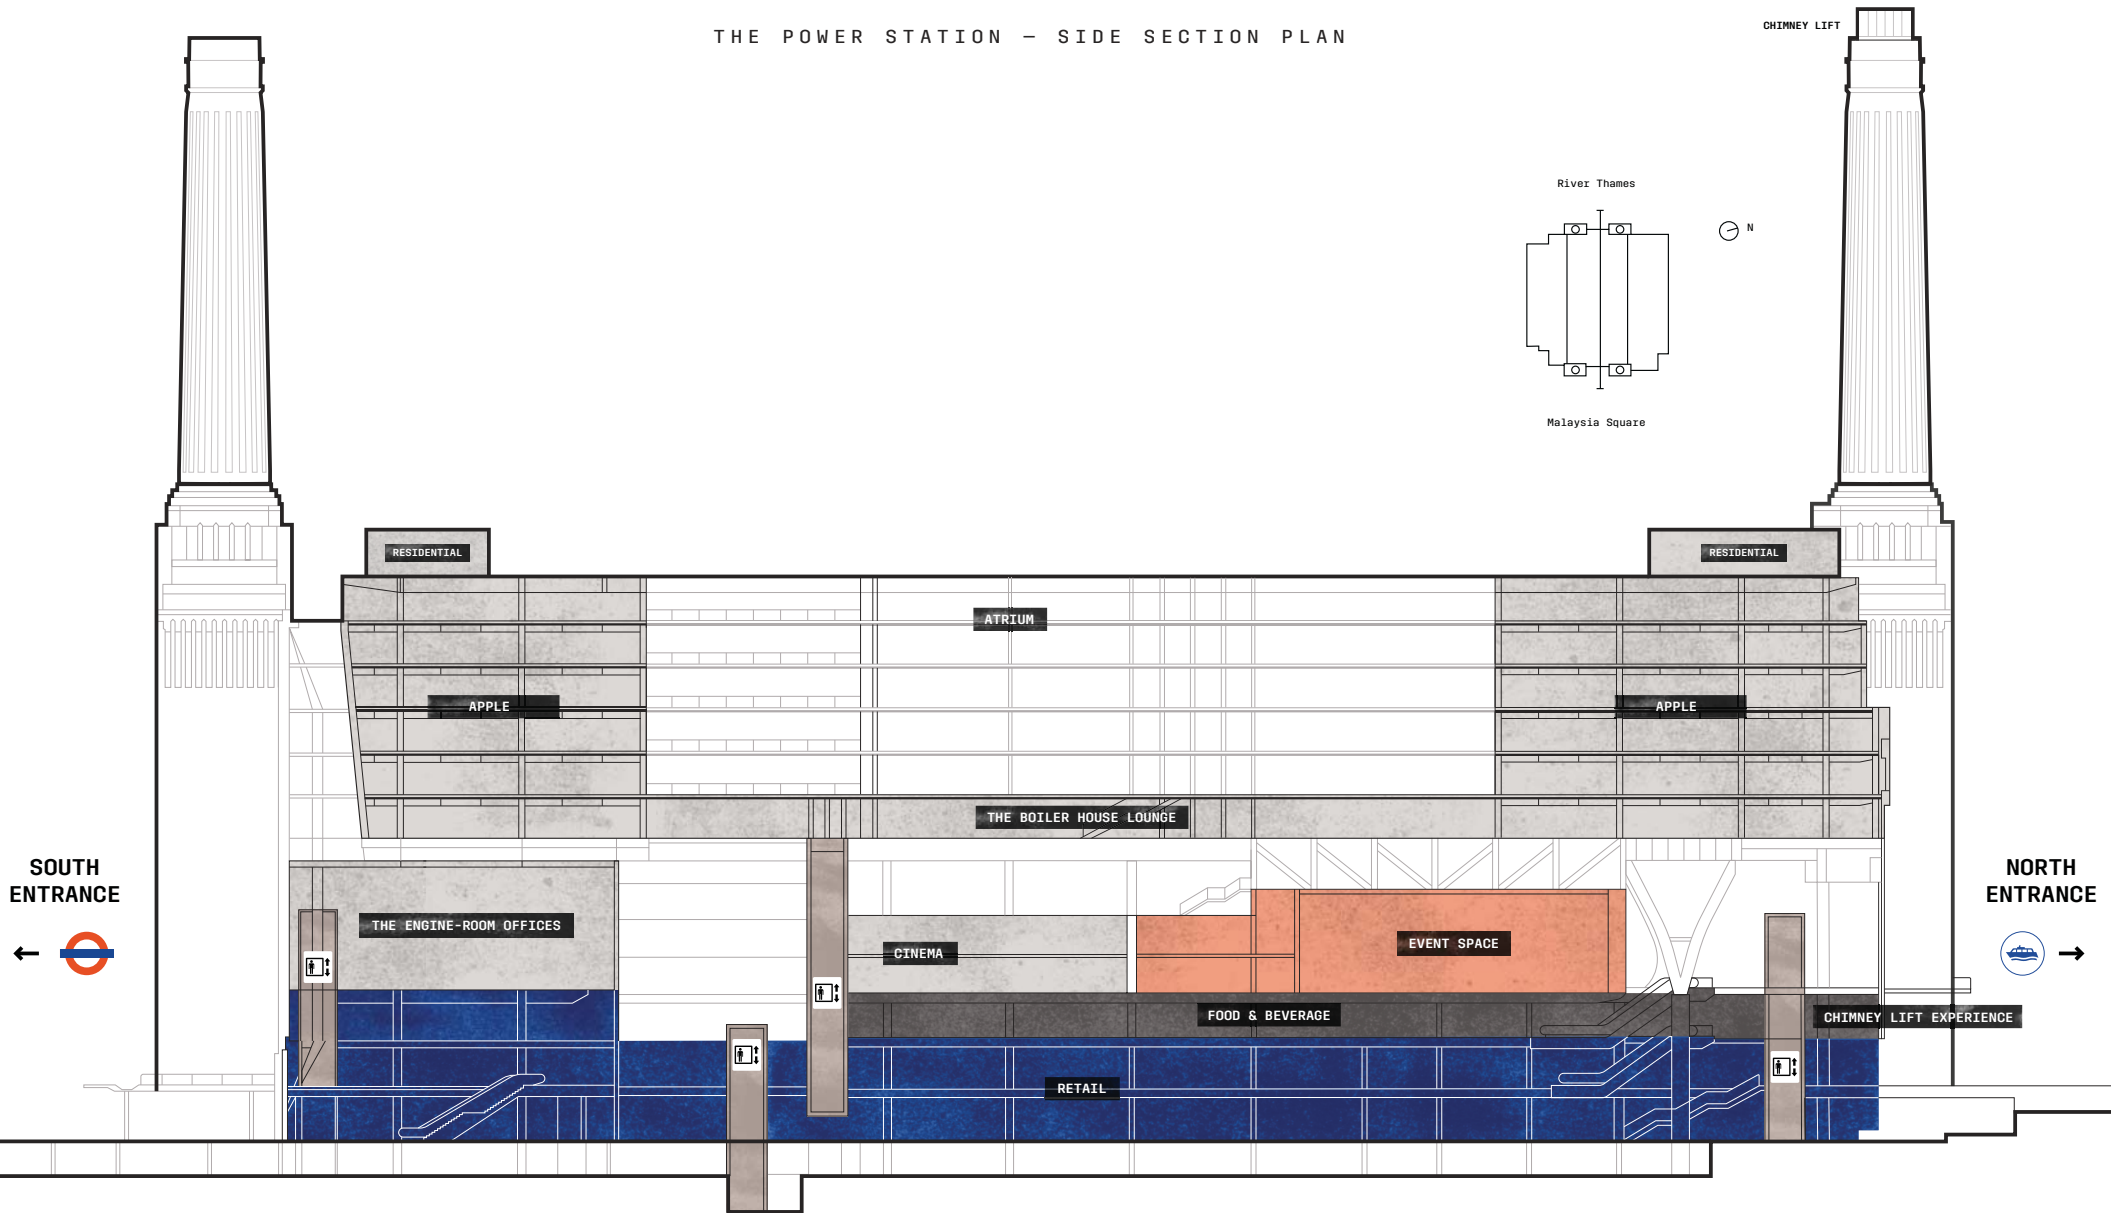 THE POWER STATION – SIDE SECTION PLAN
CHIMNEY LIFT
River Thames
N
Malaysia Square
RESIDENTIAL
RESIDENTIAL
ATRIUM
APPLE
APPLE
THE BOILER HOUSE LOUNGE
SOUTH
ENTRANCE
NORTH
ENTRANCE
THE ENGINE-ROOM OFFICES
CINEMA
EVENT SPACE
FOOD & BEVERAGE
CHIMNEY LIFT EXPERIENCE
RETAIL